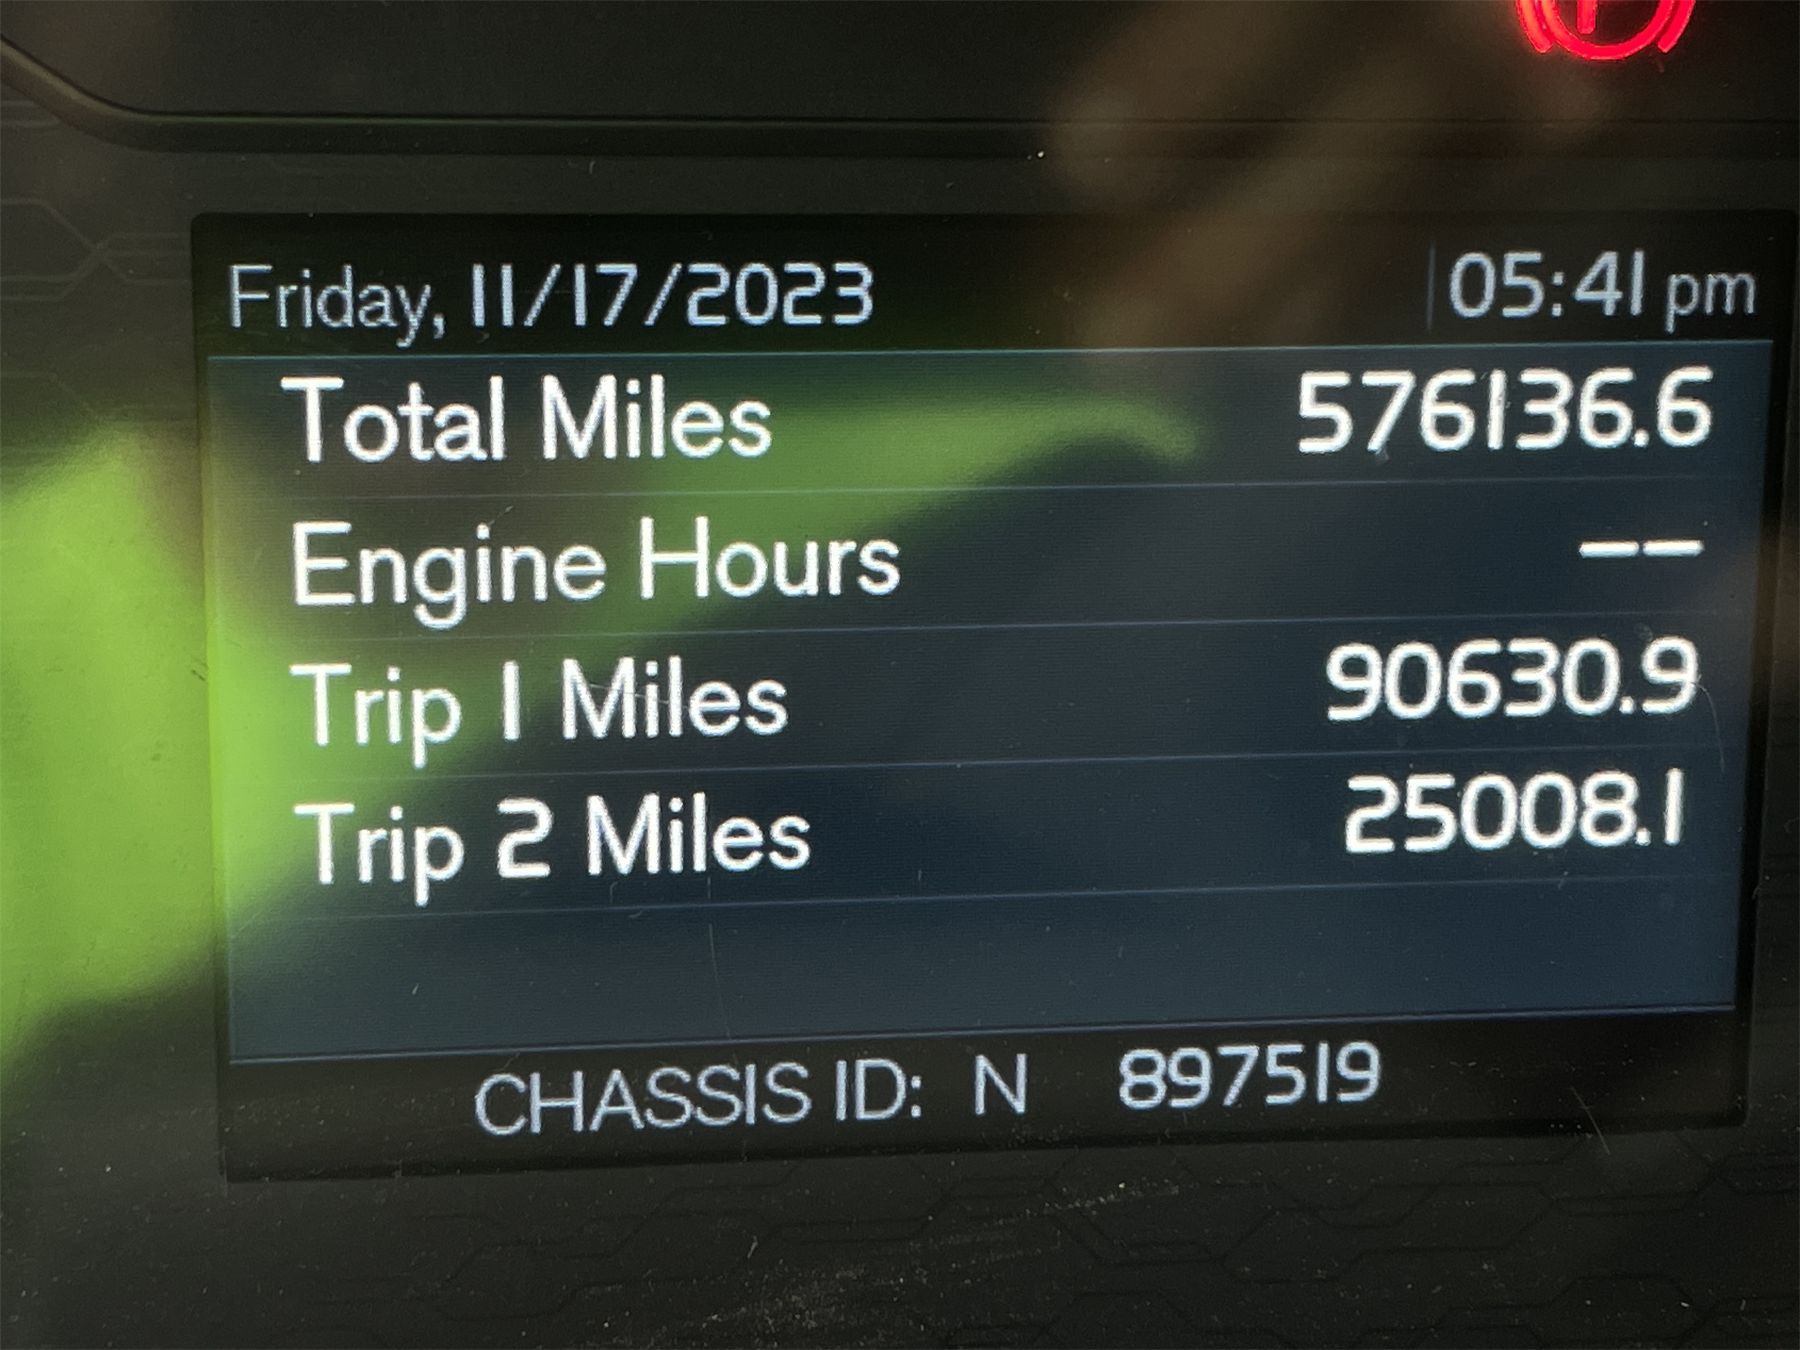 Friday, 11/17/2023 05:41 pm
Total Miles 576136.6
Engine Hours --
Trip 1 Miles 90630.9
Trip 2 Miles 25008.1
CHASSIS ID: N 897519